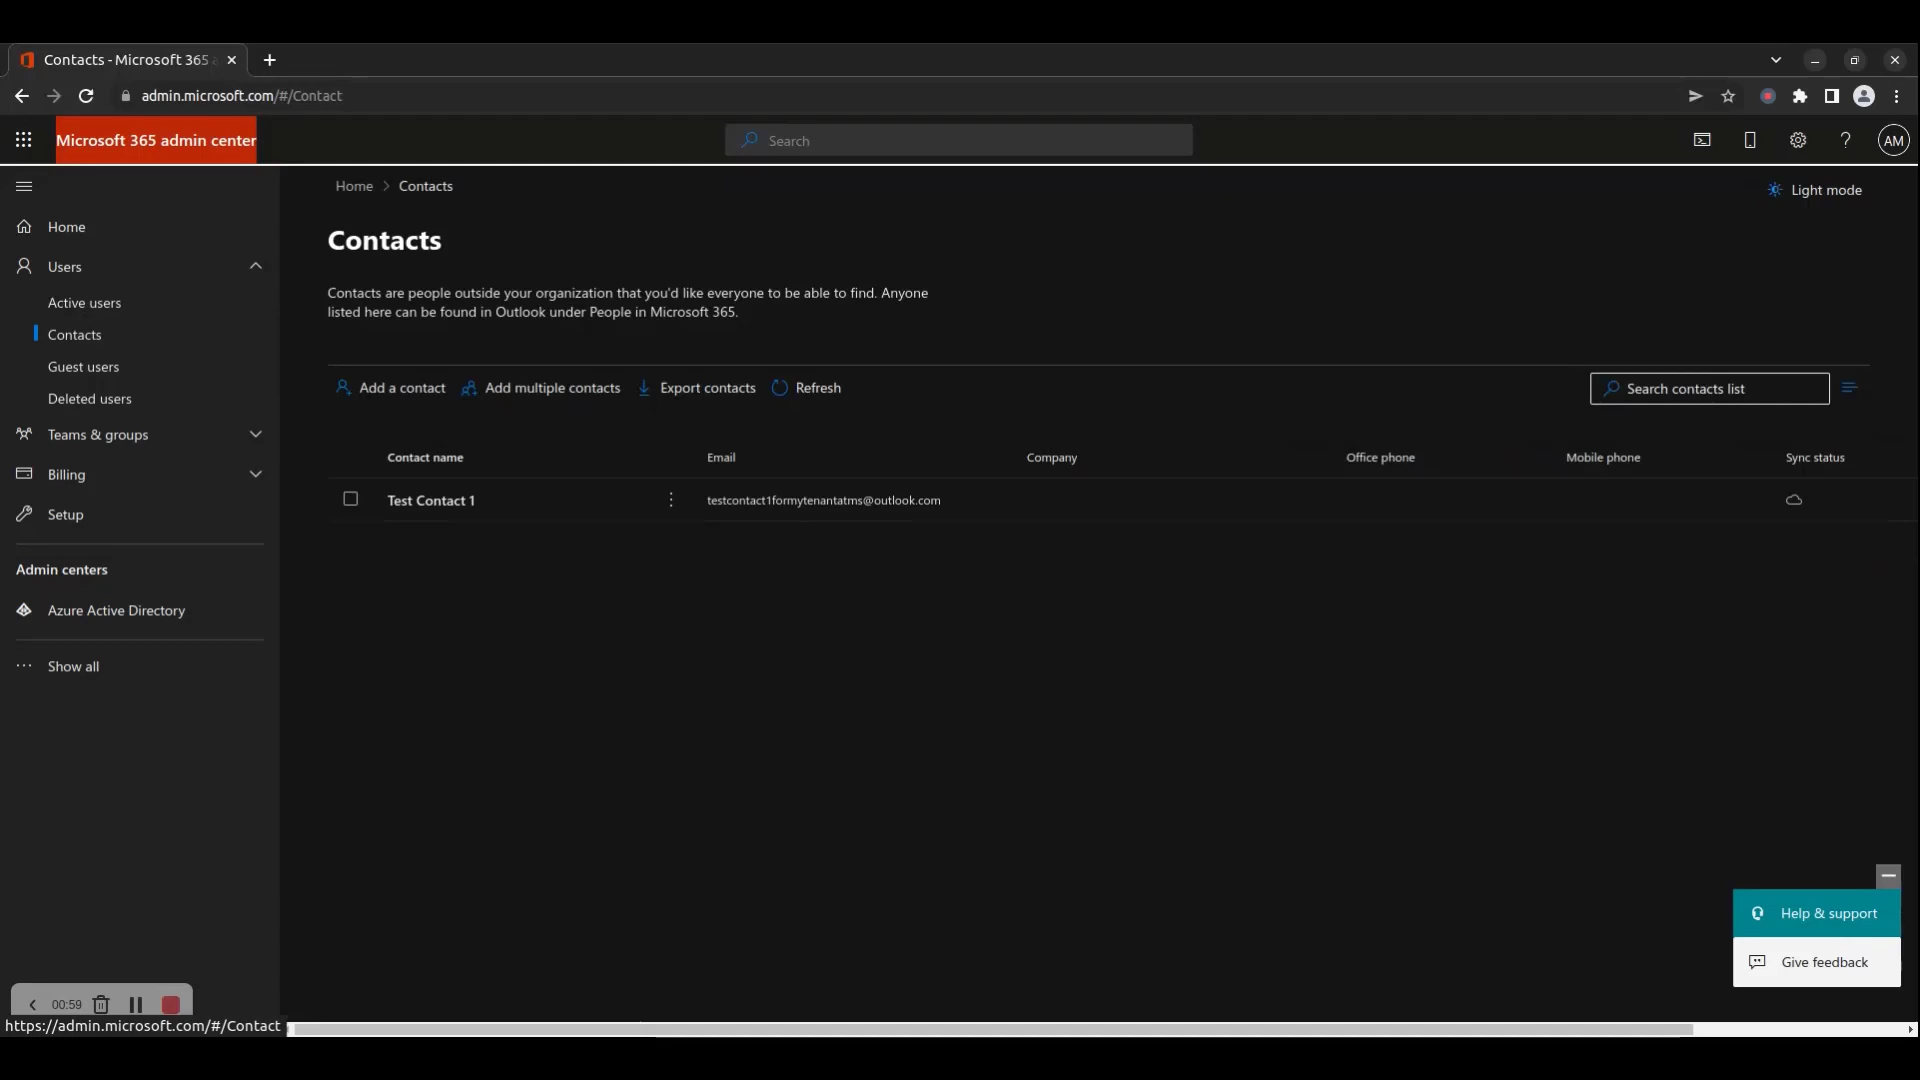 Contacts - Microsoft 365 a
admin.microsoft.com/#/Contact
Microsoft 365 admin center
Search
AM
Home > Contacts
Light mode
Home
Users
Active users
Contacts
Guest users
Deleted users
Teams & groups
Billing
Setup
Admin centers
Azure Active Directory
Show all
Contacts
Contacts are people outside your organization that you'd like everyone to be able to find. Anyone
listed here can be found in Outlook under People in Microsoft 365.
Add a contact
Add multiple contacts
Export contacts
Refresh
Search contacts list
Contact name Email Company Office phone Mobile phone Sync status
Test Contact 1 testcontact1formytenantatms@outlook.com
Help & support
Give feedback
00:59
https://admin.microsoft.com/#/Contact